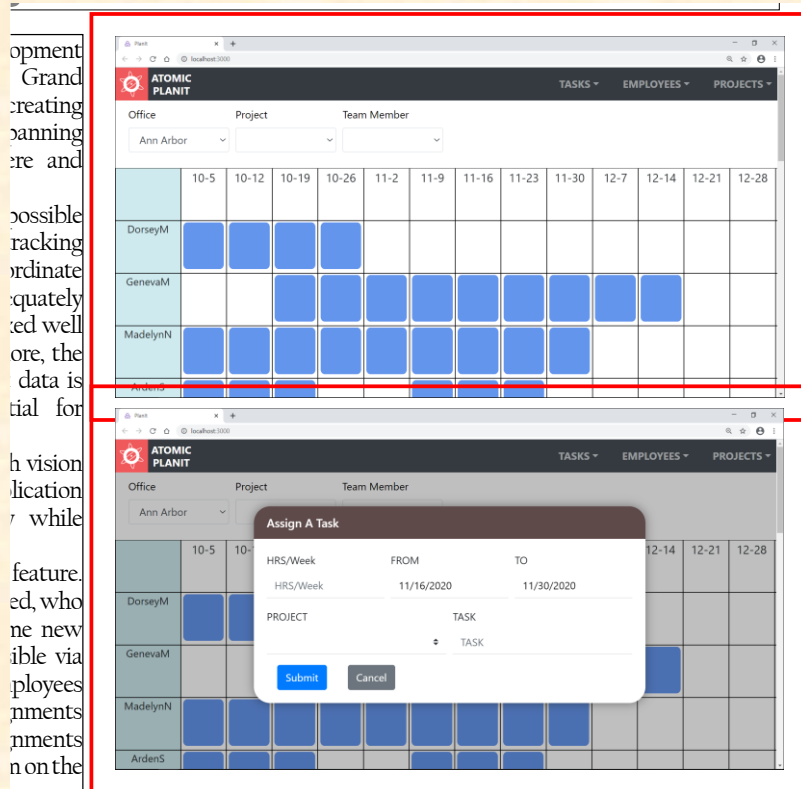 opment
Grand
creating
panning
ere and
possible
racking
ordinate
equately
ked well
ore, the
data is
tial for
h vision
plication
while
feature.
ed, who
me new
sible via
ployees
gnments
gnments
n on the
Planit
localhost:3000
ATOMIC PLANIT TASKS EMPLOYEES PROJECTS
Office Project Team Member
Ann Arbor
10-5 10-12 10-19 10-26 11-2 11-9 11-16 11-23 11-30 12-7 12-14 12-21 12-28
DorseyM
GenevaM
MadelynN
ArdenS
Planit
localhost:3000
ATOMIC PLANIT TASKS EMPLOYEES PROJECTS
Office Project Team Member
Ann Arbor
Assign A Task
10-5 10- 12-14 12-21 12-28
HRS/Week FROM TO
HRS/Week 11/16/2020 11/30/2020
DorseyM
PROJECT TASK
TASK
GenevaM
Submit Cancel
MadelynN
ArdenS